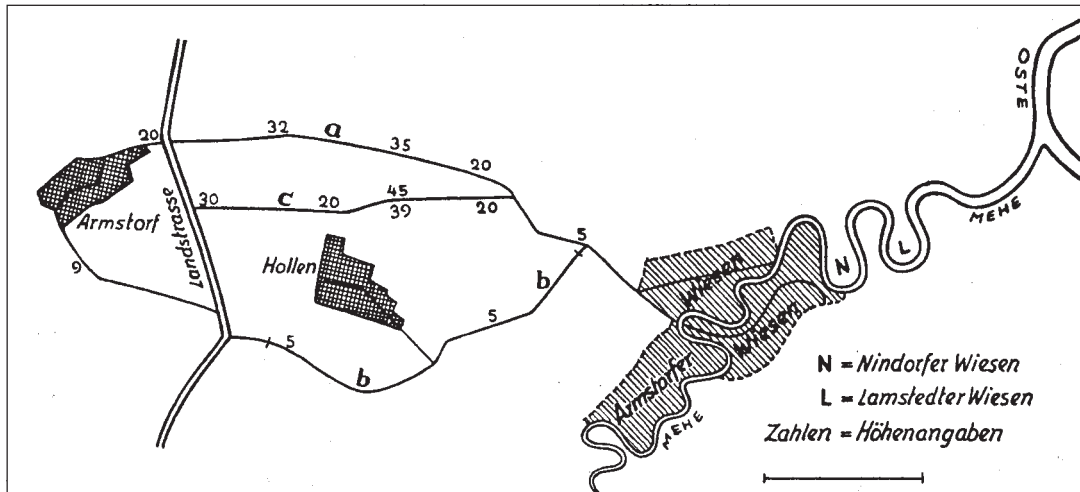 OSTE
20
32
a
35
20
Armstorf
Landstrasse
30
c
20
45
39
20
MEHE
9
Hollen
5
b
5
5
b
Wiesen
Wiesen
Armstorfer
MEHE
N
L
N = Nindorfer Wiesen
L = Lamstedter Wiesen
Zahlen = Höhenangaben